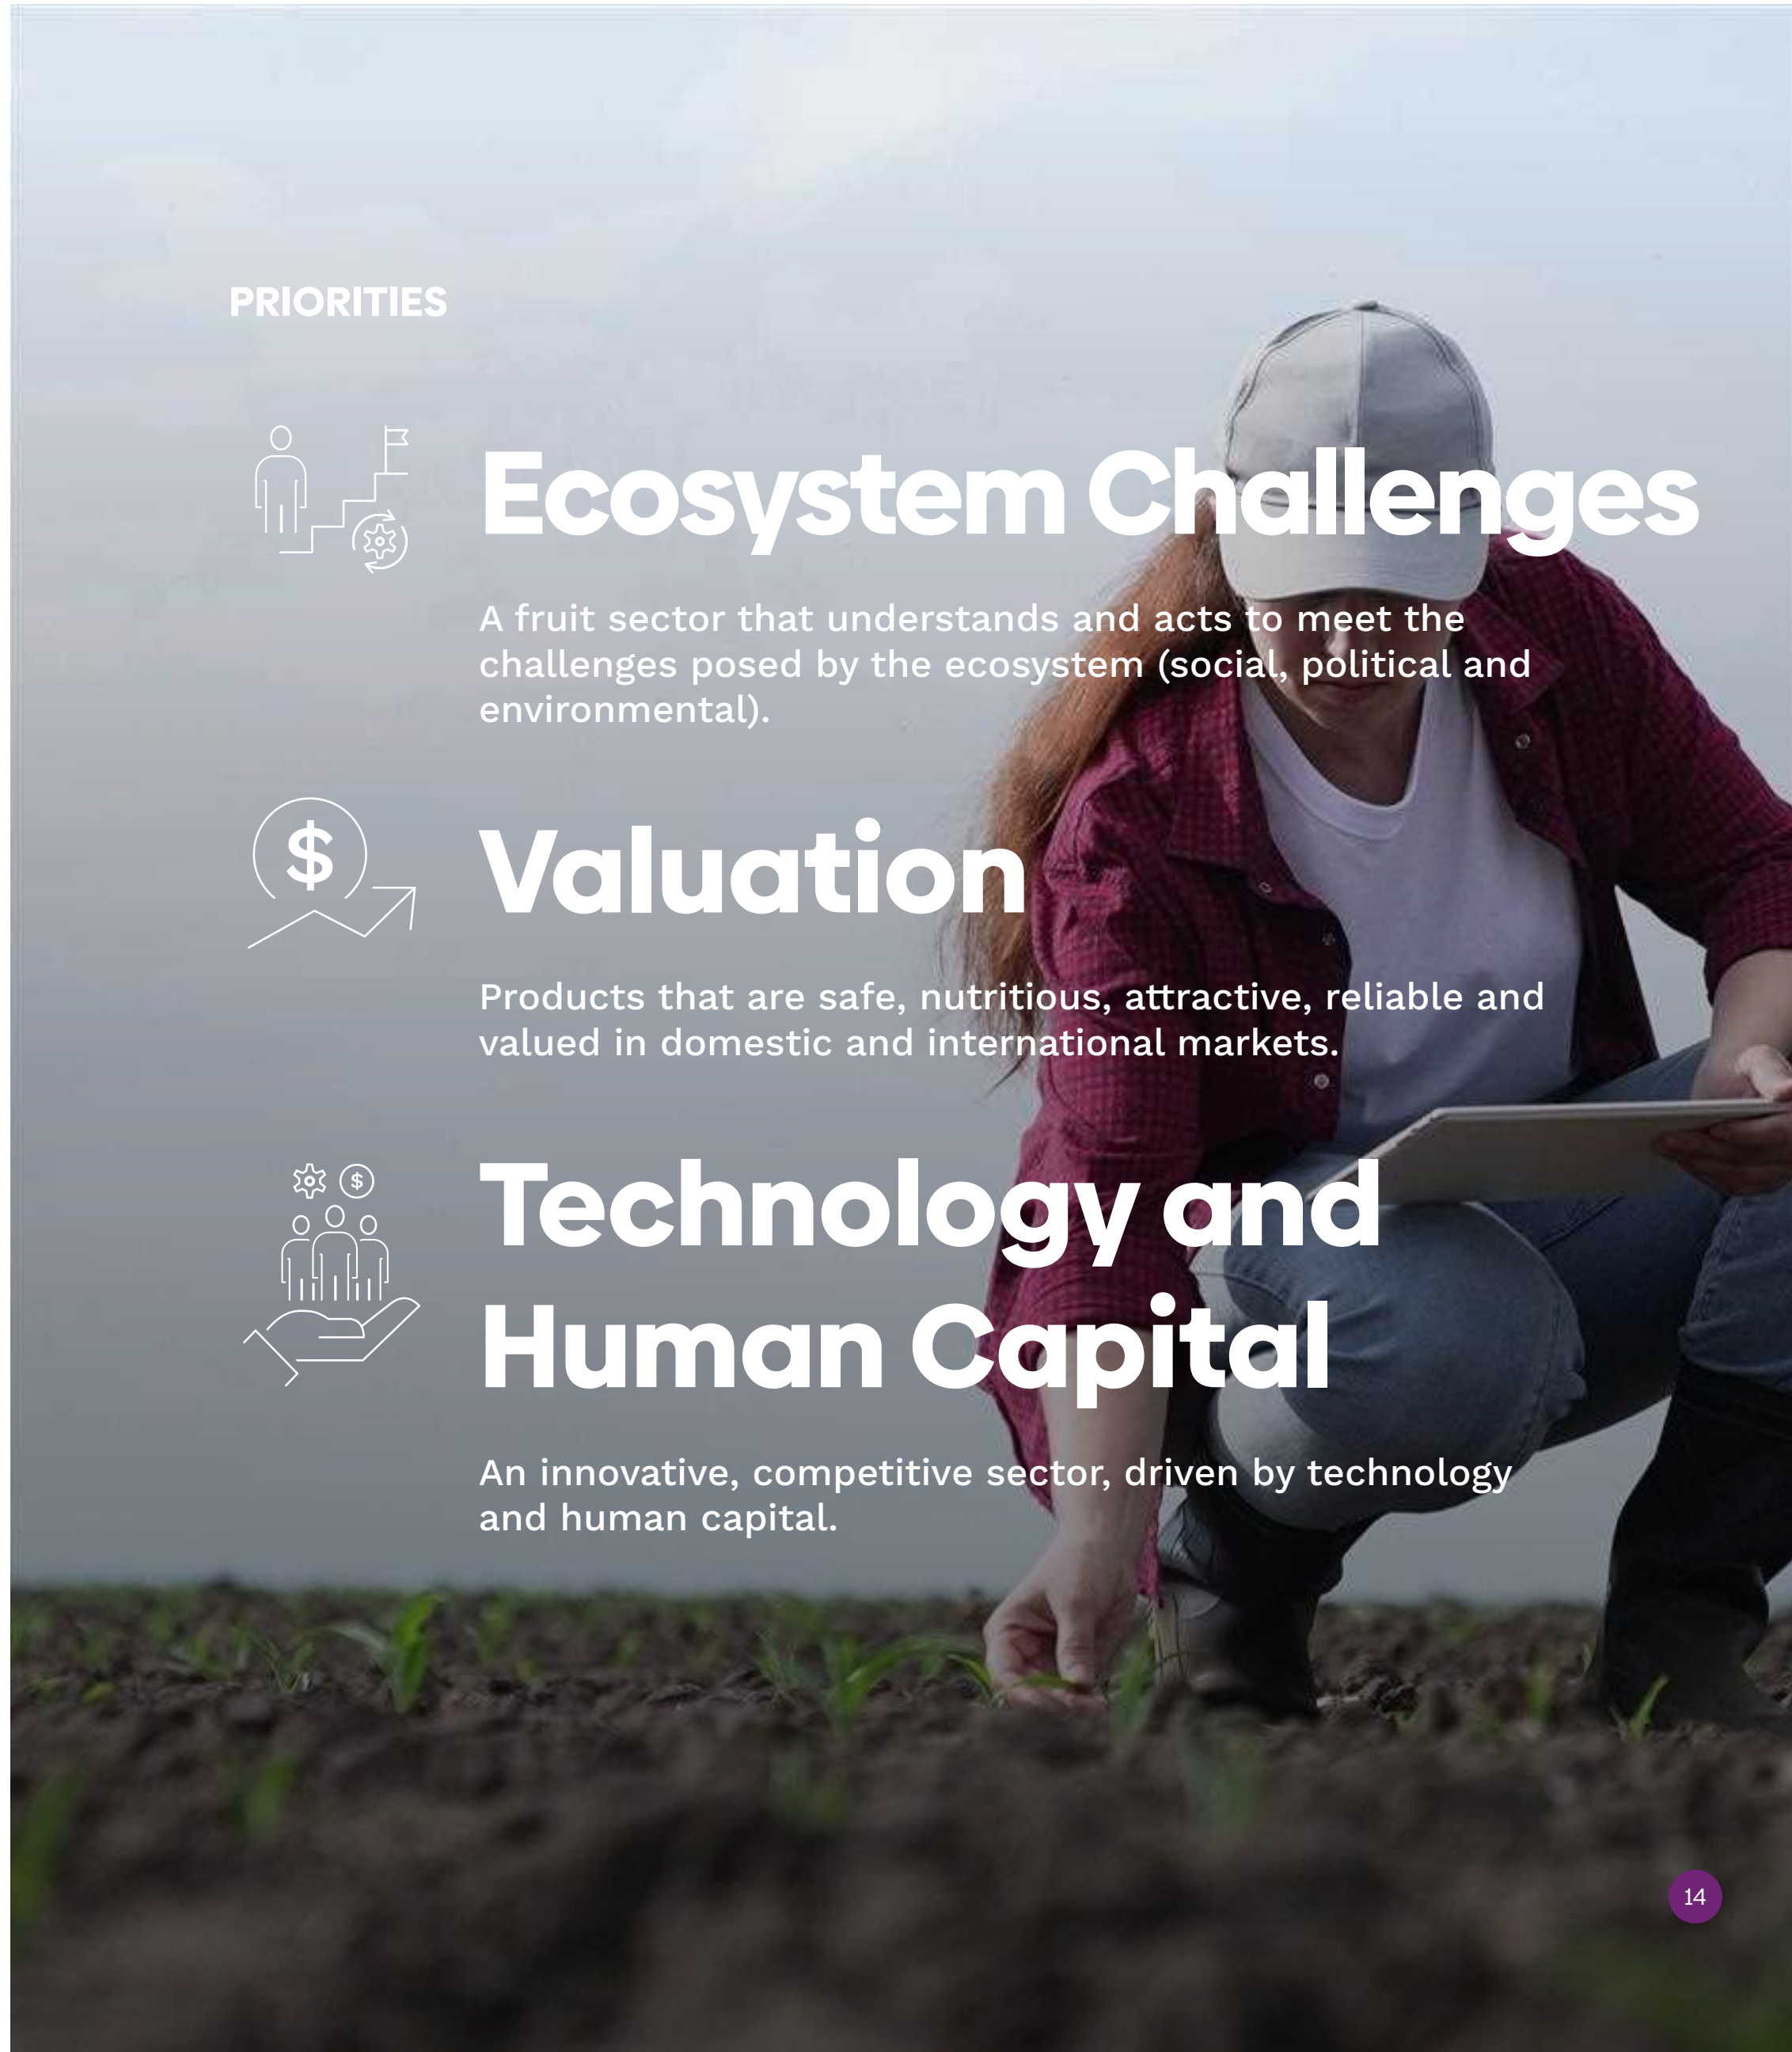 PRIORITIES
Ecosystem Challenges
A fruit sector that understands and acts to meet the
challenges posed by the ecosystem (social, political and
environmental).
$
Valuation
Products that are safe, nutritious, attractive, reliable and
valued in domestic and international markets.
$
Technology and
Human Capital
An innovative, competitive sector, driven by technology
and human capital.
14